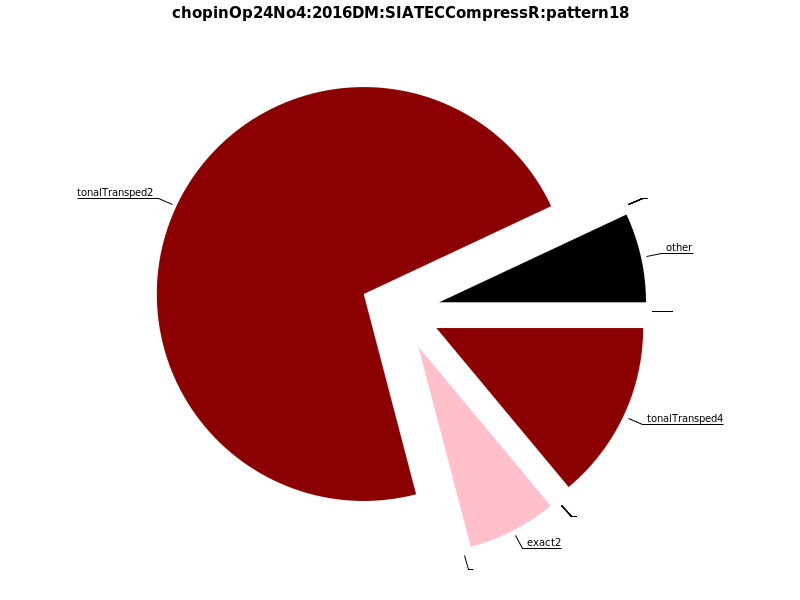 chopinOp24No4:2016DM:SIATECCompressR:pattern18
tonalTransped2
other
tonalTransped4
exact2